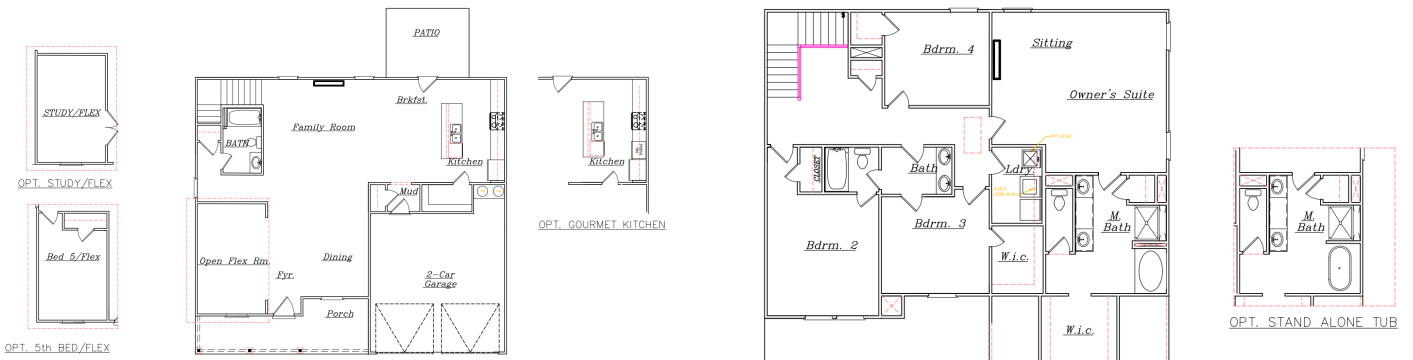 STUDY/FLEX
OPT. STUDY/FLEX
Bed 5/Flex
OPT. 5th BED/FLEX
PATIO
Brkfst.
Family Room
BATH
Kitchen
Mud
Open Flex Rm.
Fyr.
Dining
2-Car
Garage
Porch
Kitchen
OPT. GOURMET KITCHEN
Bdrm. 4
Sitting
Owner's Suite
CLOSET
Bath
Ldry.
Bdrm. 2
Bdrm. 3
W.i.c.
M.
Bath
W.i.c.
M.
Bath
OPT. STAND ALONE TUB